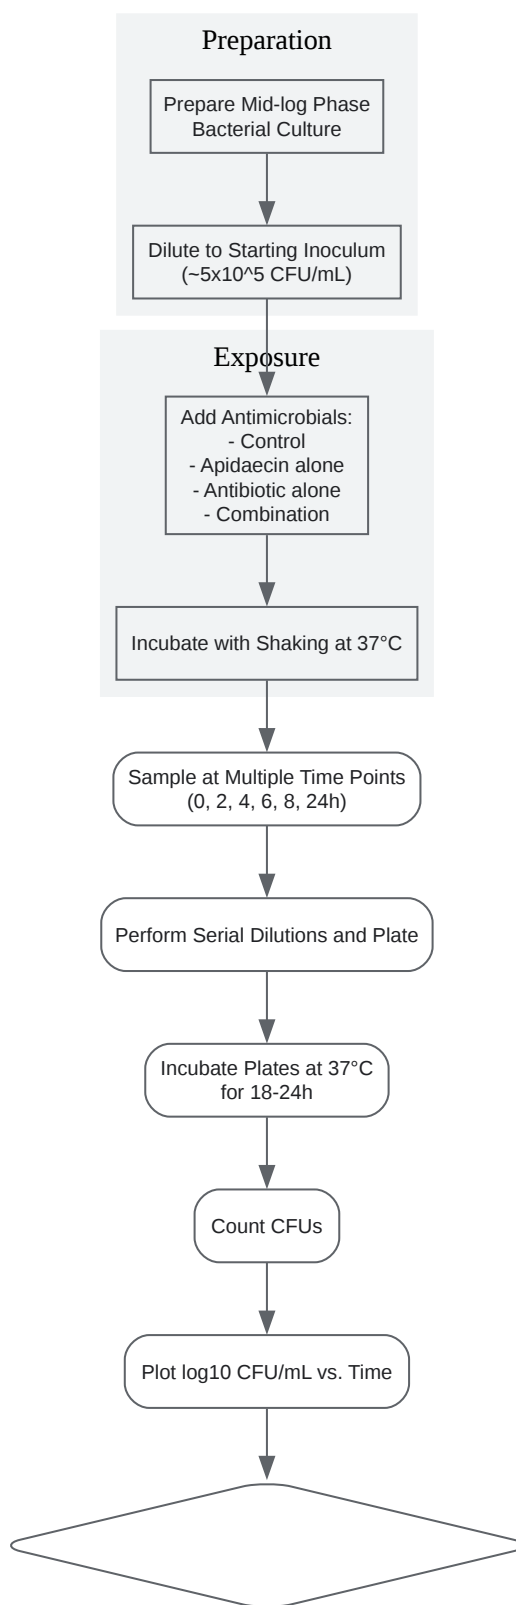 Preparation
Prepare Mid-log Phase
Bacterial Culture
Dilute to Starting Inoculum
(~5x10^5 CFU/mL)
Exposure
Add Antimicrobials:
- Control
- Apidaecin alone
- Antibiotic alone
- Combination
Incubate with Shaking at 37°C
Sample at Multiple Time Points
(0, 2, 4, 6, 8, 24h)
Perform Serial Dilutions and Plate
Incubate Plates at 37°C
for 18-24h
Count CFUs
Plot log10 CFU/mL vs. Time